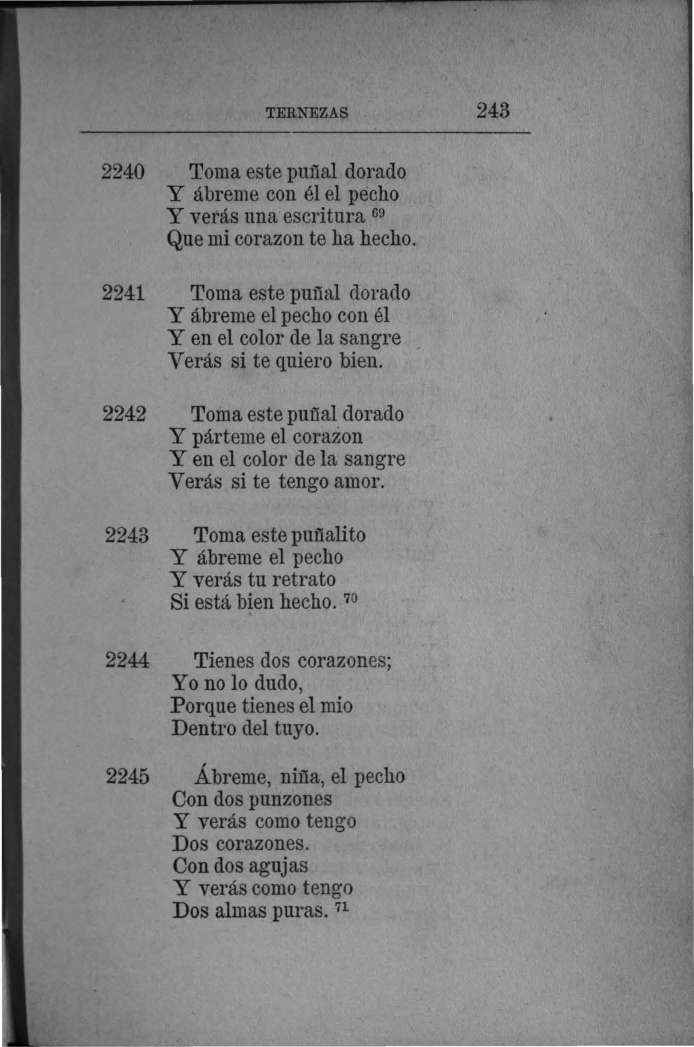 TERNEZAS 243
2240 Toma este puñal dorado
Y ábreme con él el pecho
Y verás una escritura 69
Que mi corazon te ha hecho.
2241 Toma este puñal dorado
Y ábreme el pecho con él
Y en el color de la sangre
Verás si te quiero bien.
2242 Toma este puñal dorado
Y párteme el corazon
Y en el color de la sangre
Verás si te tengo amor.
2243 Toma este puñalito
Y ábreme el pecho
Y verás tu retrato
Si está bien hecho. 70
2244 Tienes dos corazones;
Yo no lo dudo,
Porque tienes el mio
Dentro del tuyo.
2245 Ábreme, niña, el pecho
Con dos punzones
Y verás como tengo
Dos corazones.
Con dos agujas
Y verás como tengo
Dos almas puras. 71